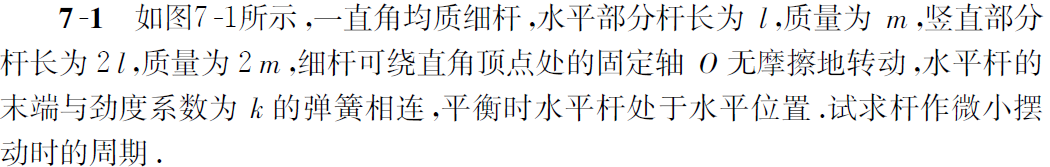 7-1 如图7-1所示,一直角均质细杆,水平部分杆长为 l,质量为 m,竖直部分
杆长为 2l,质量为 2m,细杆可绕直角顶点处的固定轴 O 无摩擦地转动,水平杆的
末端与劲度系数为 k 的弹簧相连,平衡时水平杆处于水平位置.试求杆作微小摆
动时的周期.